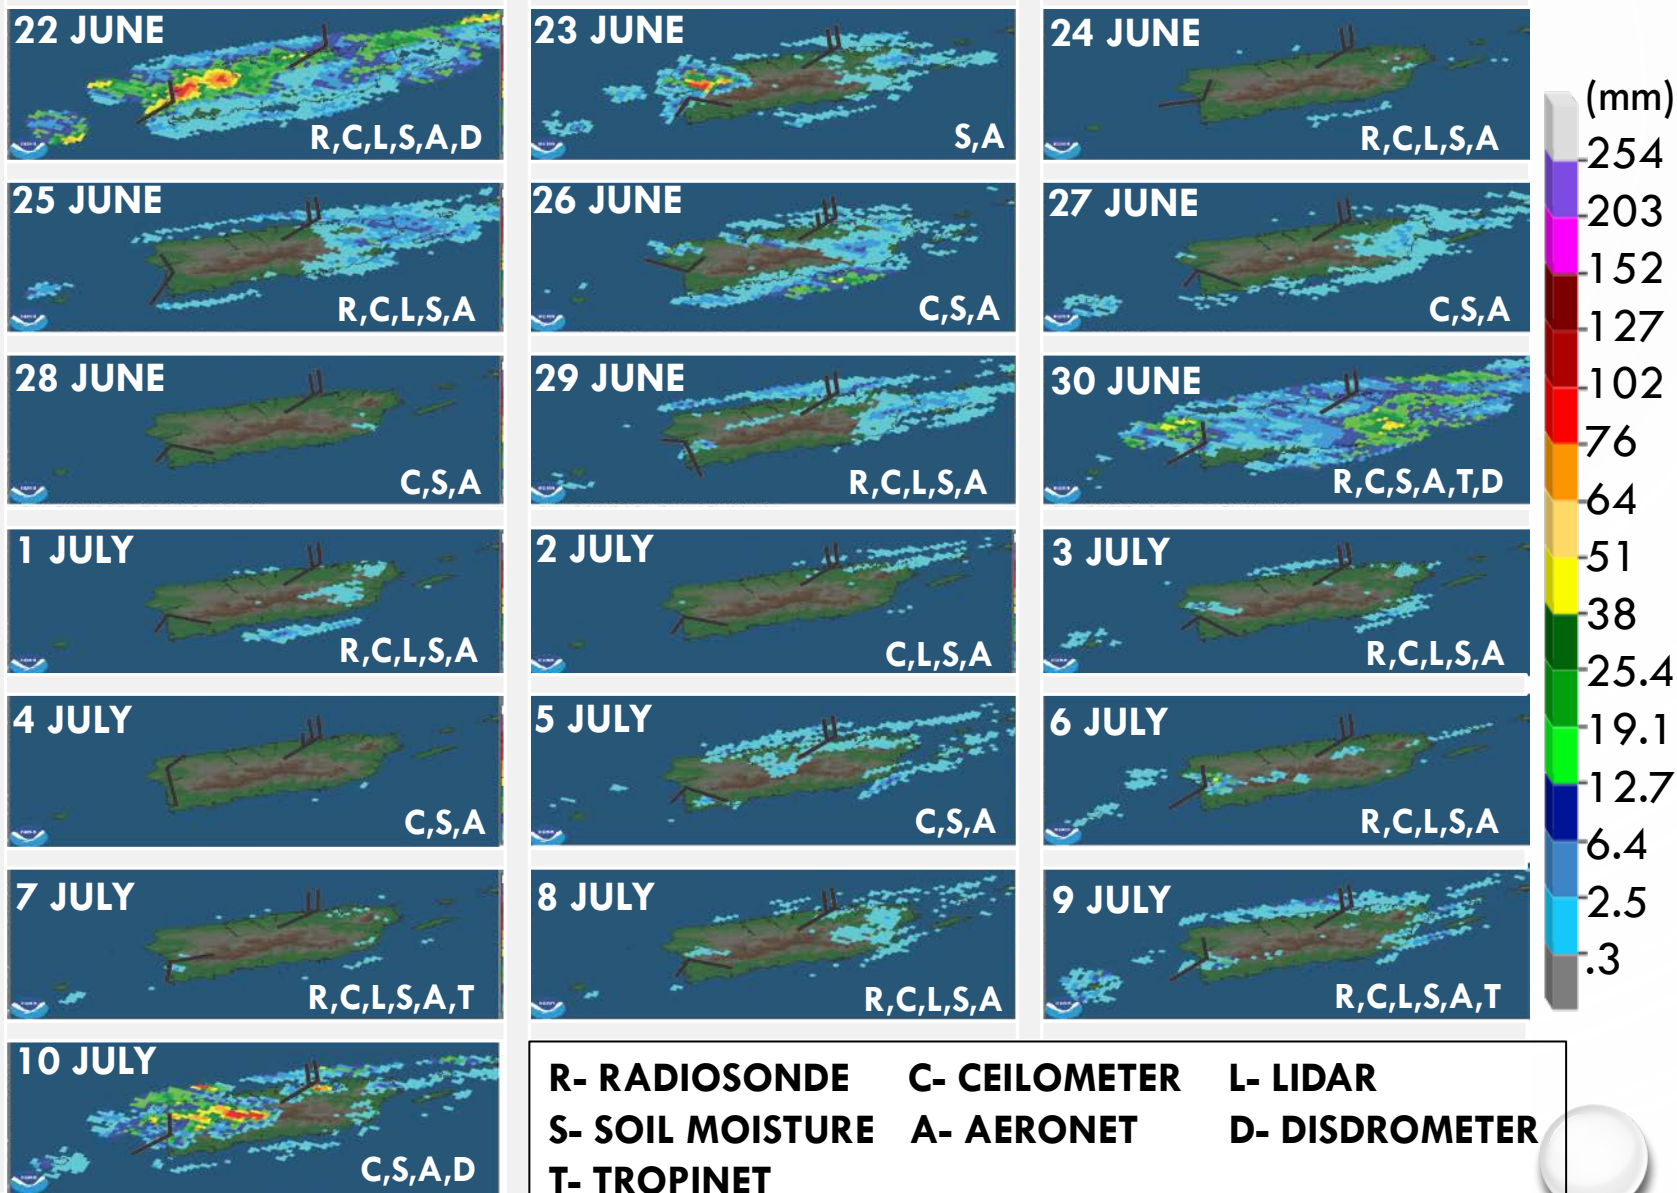 22 JUNE
R,C,L,S,A,D
23 JUNE
S,A
24 JUNE
R,C,L,S,A
25 JUNE
R,C,L,S,A
26 JUNE
C,S,A
27 JUNE
C,S,A
28 JUNE
C,S,A
29 JUNE
R,C,L,S,A
30 JUNE
R,C,S,A,T,D
1 JULY
R,C,L,S,A
2 JULY
C,L,S,A
3 JULY
R,C,L,S,A
4 JULY
C,S,A
5 JULY
C,S,A
6 JULY
R,C,L,S,A
7 JULY
R,C,L,S,A,T
8 JULY
R,C,L,S,A
9 JULY
R,C,L,S,A,T
10 JULY
C,S,A,D
(mm)
254
203
152
127
102
76
64
51
38
25.4
19.1
12.7
6.4
2.5
.3
R- RADIOSONDE C- CEILOMETER L- LIDAR
S- SOIL MOISTURE A- AERONET D- DISDROMETER
T- TROPINET